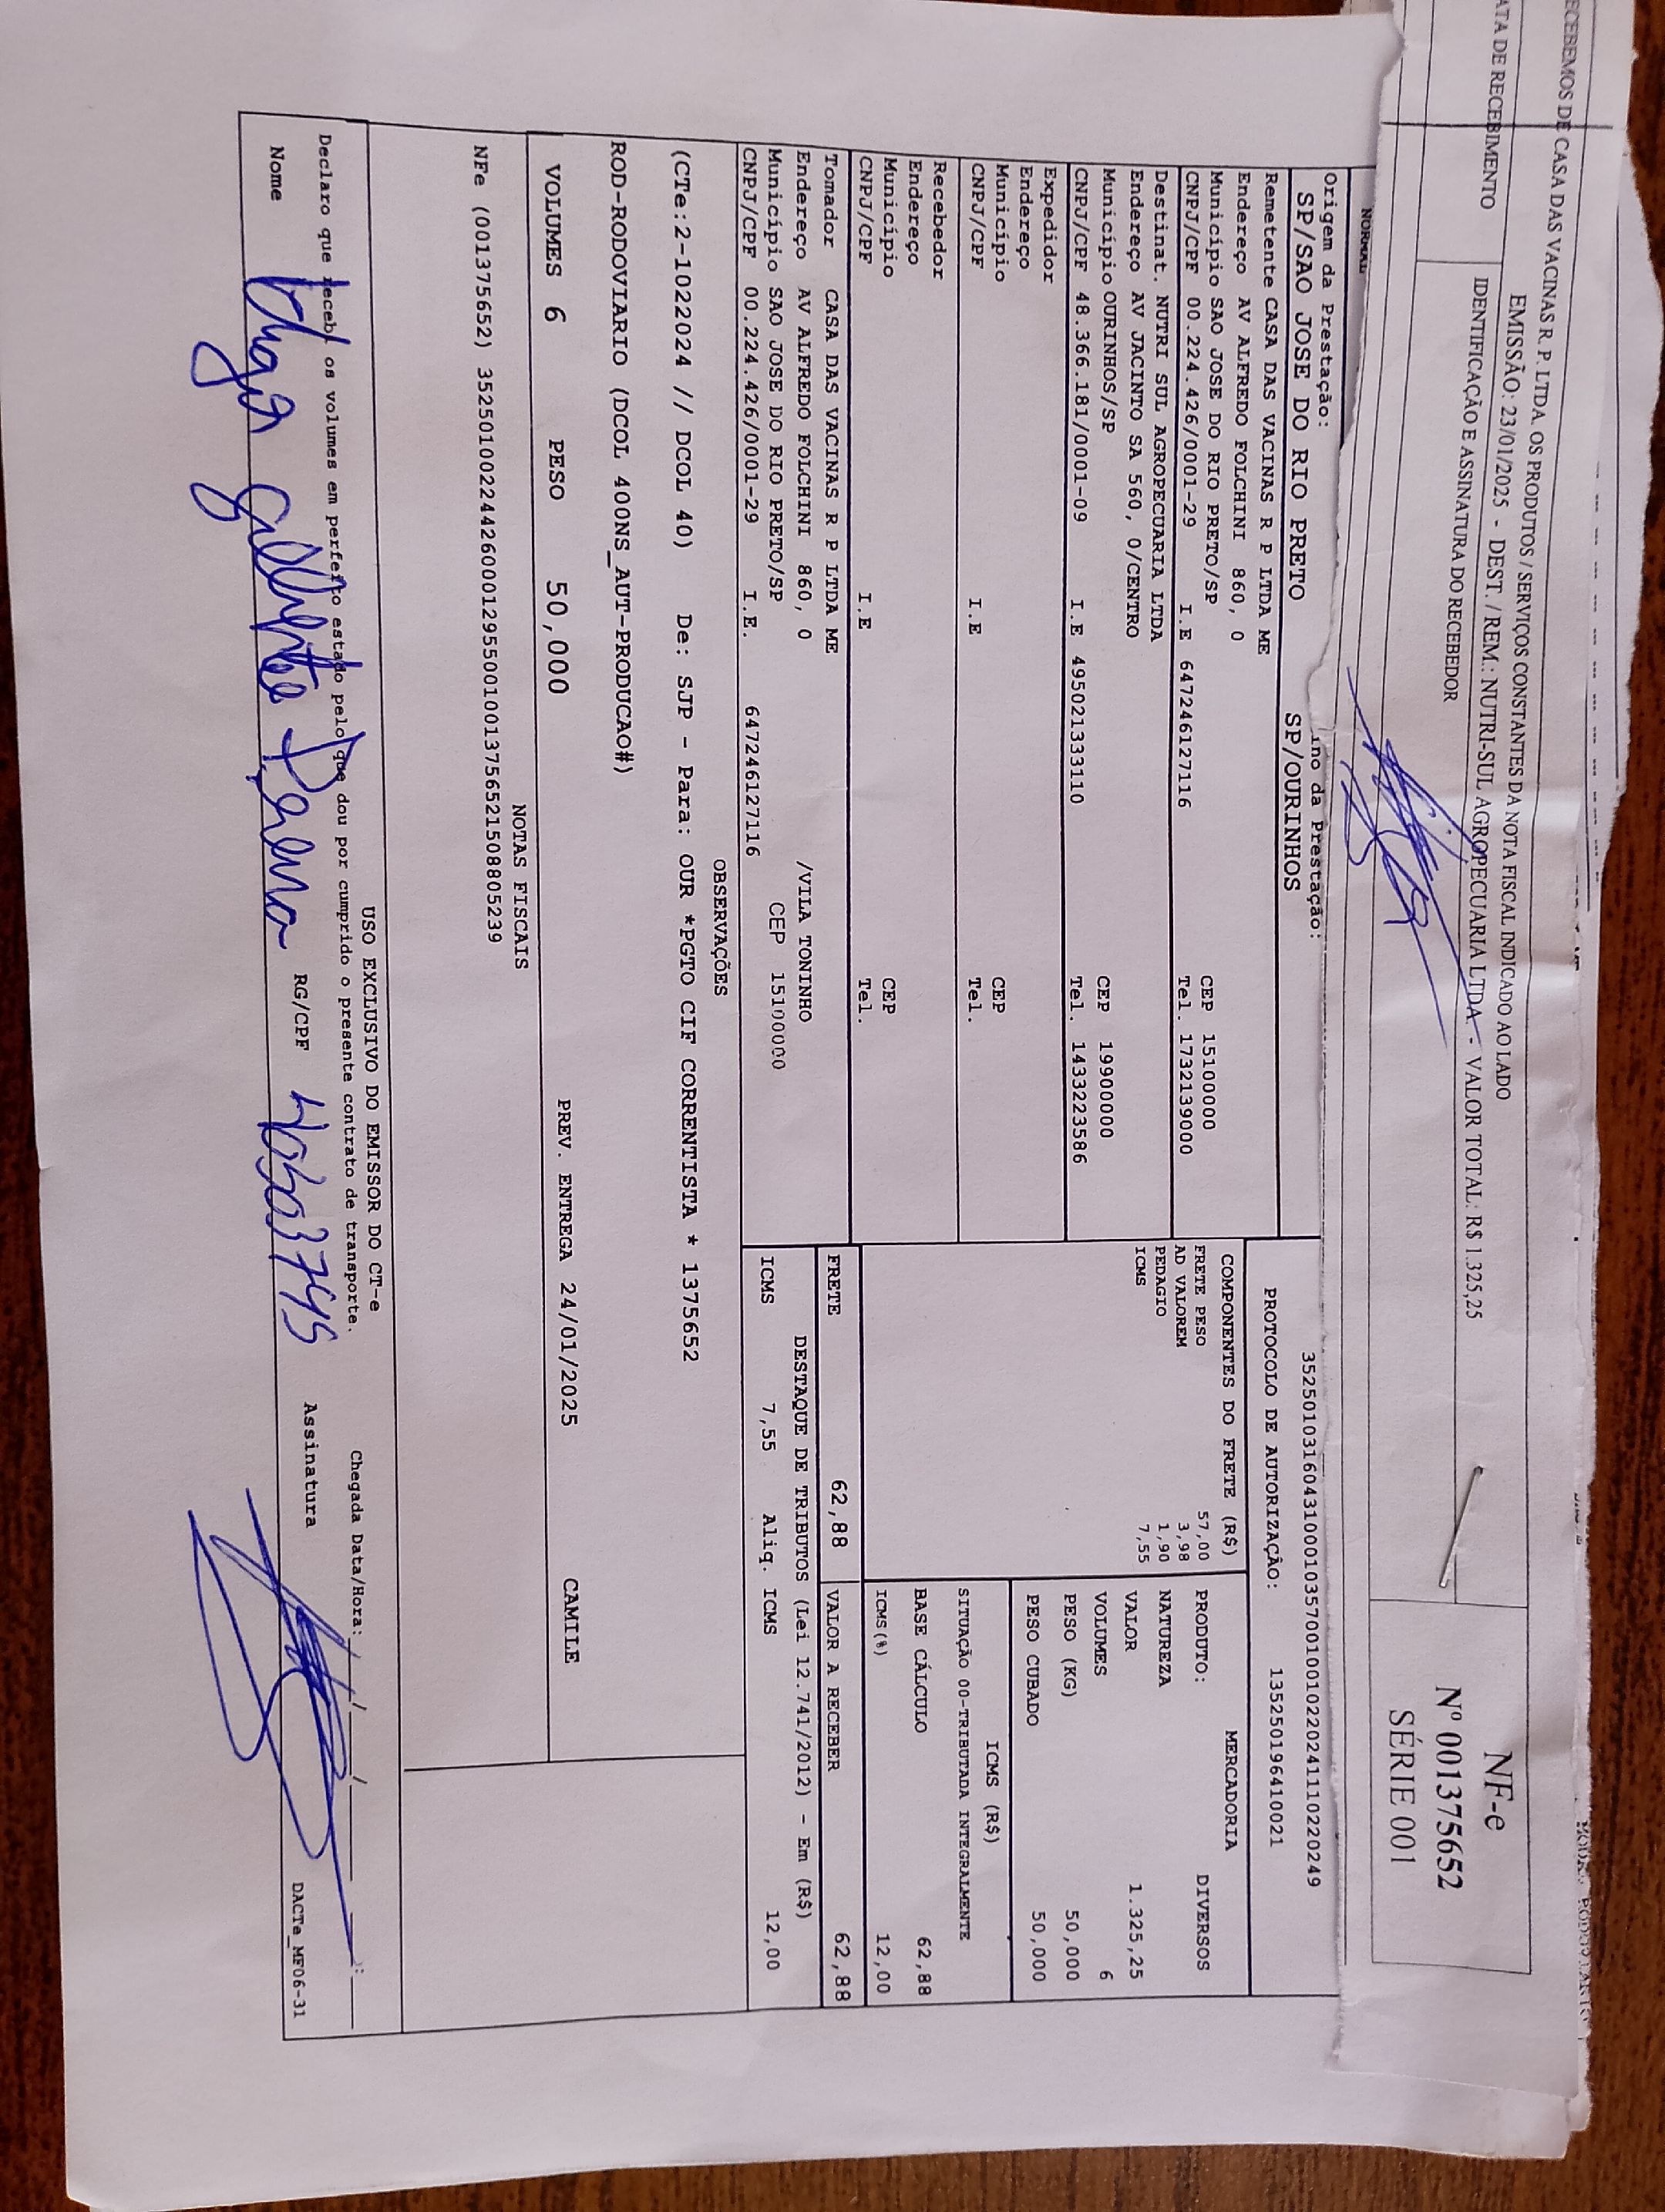 RECEBEMOS DE CASA DAS VACINAS R. P. LTDA. OS PRODUTOS / SERVIÇOS CONSTANTES DA NOTA FISCAL INDICADO AO LADO
EMISSÃO: 23/01/2025 - DEST. / REM.: NUTRI-SUL AGROPECUARIA LTDA. - VALOR TOTAL: R$ 1.325,25
DATA DE RECEBIMENTO
IDENTIFICAÇÃO E ASSINATURA DO RECEBEDOR
NF-e
Nº 001375652
SÉRIE 001
NORMAL
35250103160431000103570010010220241110220249
Origem da Prestação:
ino da Prestação:
SP/SAO JOSE DO RIO PRETO
SP/OURINHOS
PROTOCOLO DE AUTORIZAÇÃO: 135250196410021
Remetente CASA DAS VACINAS R P LTDA ME
Endereço AV ALFREDO FOLCHINI 860, 0
Município SAO JOSE DO RIO PRETO/SP CEP 15100000
CNPJ/CPF 00.224.426/0001-29 I.E 647246127116 Tel. 1732139000
Destinat. NUTRI SUL AGROPECUARIA LTDA
Endereço AV JACINTO SA 560, 0/CENTRO
Município OURINHOS/SP CEP 19900000
CNPJ/CPF 48.366.181/0001-09 I.E 495021333110 Tel. 1433223586
Expedidor
Endereço
Município CEP
CNPJ/CPF I.E Tel.
Recebedor
Endereço
Município CEP
CNPJ/CPF I.E Tel.
Tomador CASA DAS VACINAS R P LTDA ME
Endereço AV ALFREDO FOLCHINI 860, 0 /VILA TONINHO
Município SAO JOSE DO RIO PRETO/SP CEP 15100000
CNPJ/CPF 00.224.426/0001-29 I.E. 647246127116
COMPONENTES DO FRETE (R$)
FRETE PESO 57,00
AD VALOREM 3,98
PEDAGIO 1,90
ICMS 7,55
MERCADORIA
PRODUTO: DIVERSOS
NATUREZA
VALOR 1.325,25
VOLUMES 6
PESO (KG) 50,000
PESO CUBADO 50,000
ICMS (R$)
SITUAÇÃO 00-TRIBUTADA INTEGRALMENTE
BASE CÁLCULO 62,88
ICMS(%) 12,00
FRETE 62,88
VALOR A RECEBER 62,88
DESTAQUE DE TRIBUTOS (Lei 12.741/2012) - Em (R$)
ICMS 7,55 Aliq. ICMS 12,00
OBSERVAÇÕES
(CTe:2-1022024 // DCOL 40) De: SJP - Para: OUR *PGTO CIF CORRENTISTA * 1375652
ROD-RODOVIARIO (DCOL 400NS_AUT-PRODUCAO#)
VOLUMES 6 PESO 50,000 PREV. ENTREGA 24/01/2025 CAMILE
NOTAS FISCAIS
NFe (001375652) 35250100224426000129550010013756521508805239
USO EXCLUSIVO DO EMISSOR DO CT-e
Declaro que recebi os volumes em perfeito estado pelo que dou por cumprido o presente contrato de transporte.
Chegada Data/Hora: / / :
Nome
RG/CPF
Assinatura
DACTe_MF06-31